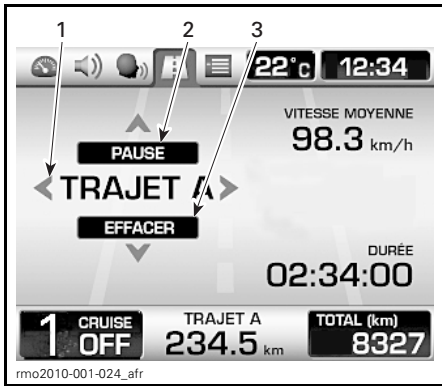 1 2 3
22°c 12:34
VITESSE MOYENNE
98.3 km/h
PAUSE
TRAJET A
EFFACER
DURÉE
02:34:00
1 CRUISE OFF
TRAJET A
234.5 km
TOTAL (km)
8327
rmo2010-001-024_afr